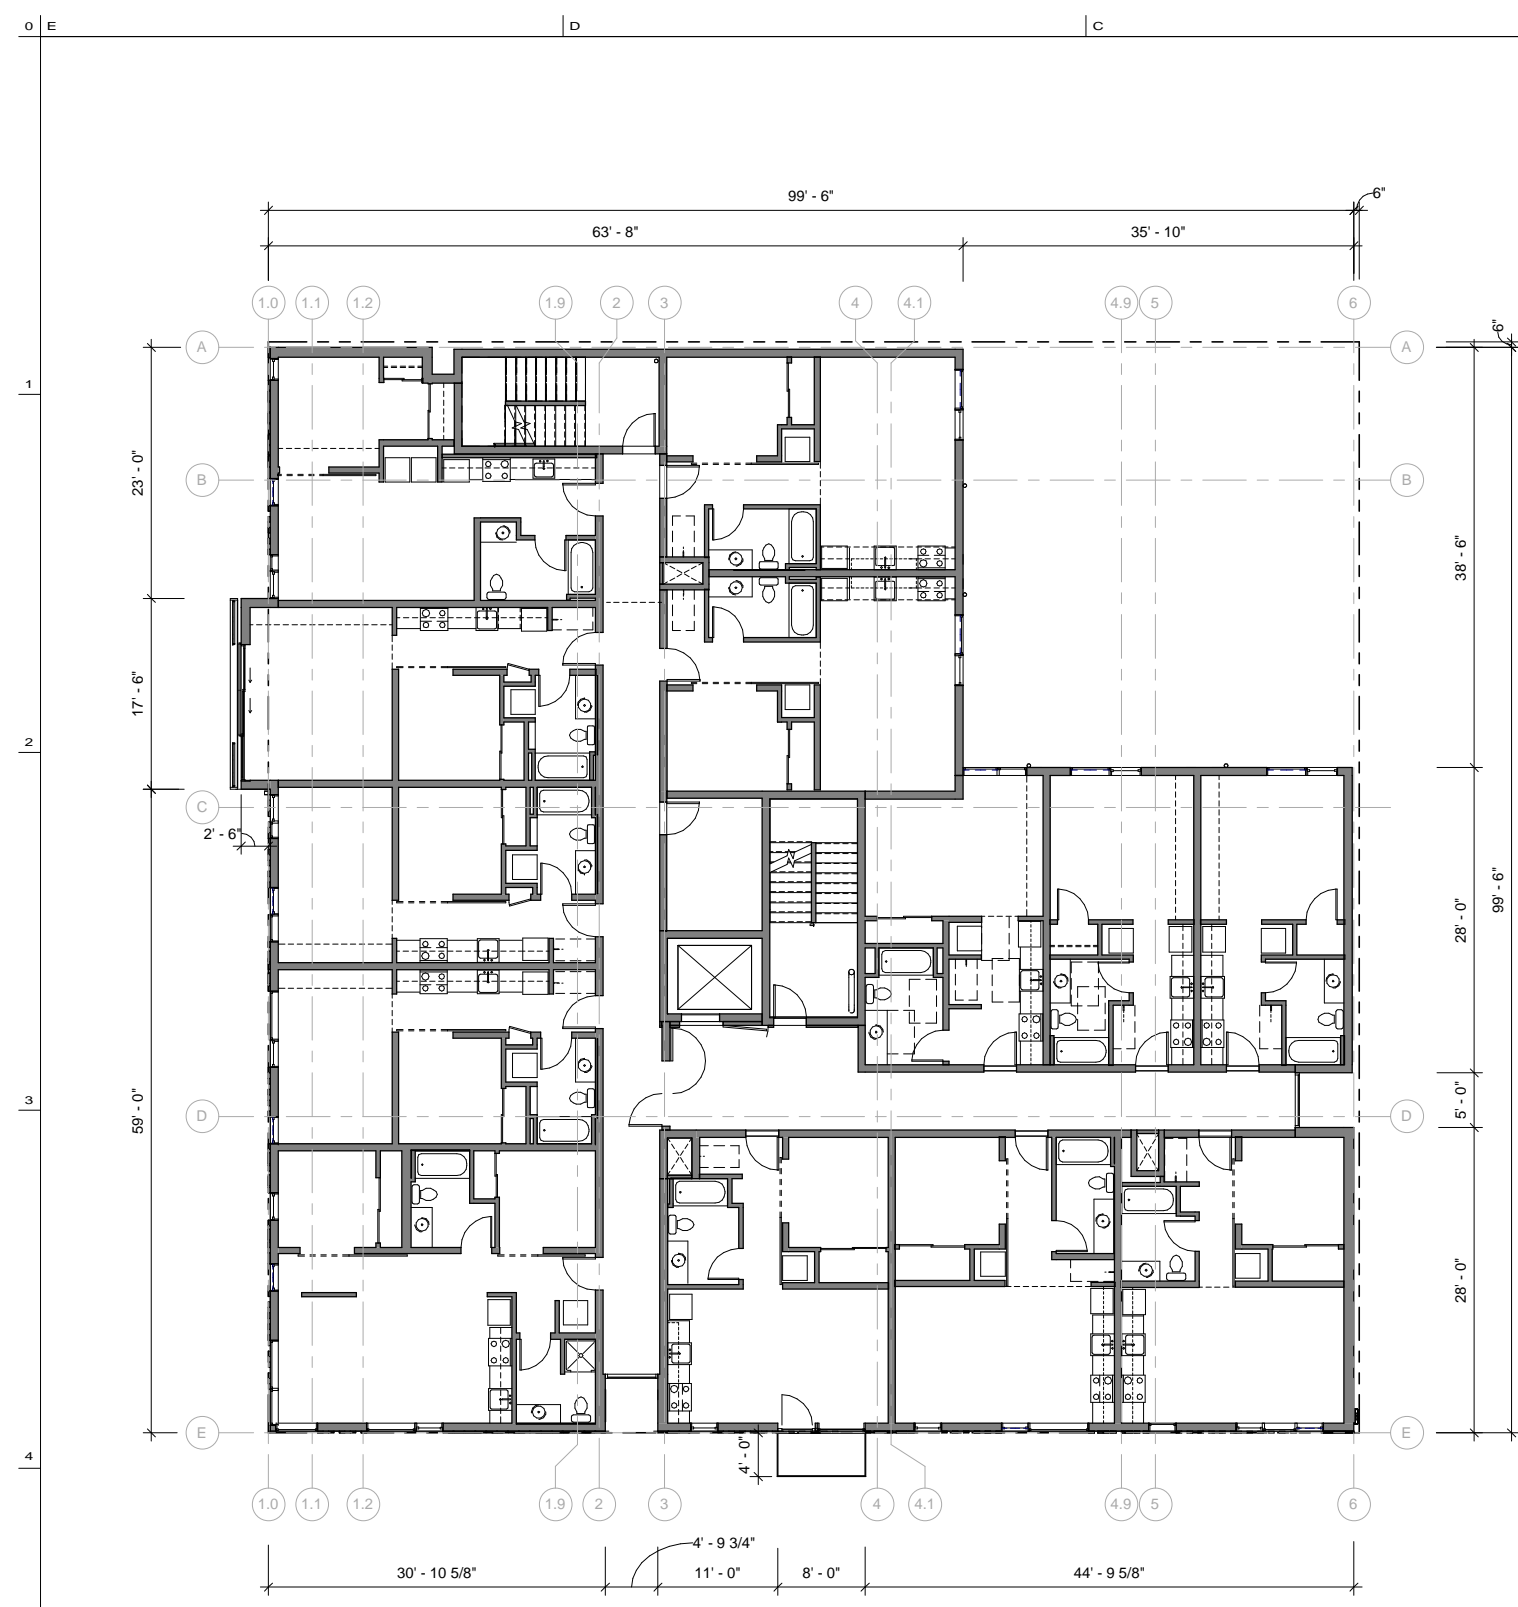 0 E D C
99' - 6"
6"
63' - 8" 35' - 10"
1.0 1.1 1.2 1.9 2 3 4 4.1 4.9 5 6
6"
A A
1
23' - 0"
B B
38' - 6"
17' - 6"
2
C
2' - 6"
28' - 0"
99' - 6"
3
59' - 0"
D D
5' - 0"
28' - 0"
E E
4' - 0"
4
1.0 1.1 1.2 1.9 2 3 4 4.1 4.9 5 6
4' - 9 3/4"
30' - 10 5/8" 11' - 0" 8' - 0" 44' - 9 5/8"